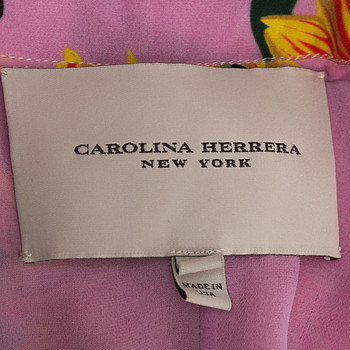 CAROLINA HERRERA
NEW YORK
MADE IN
USA